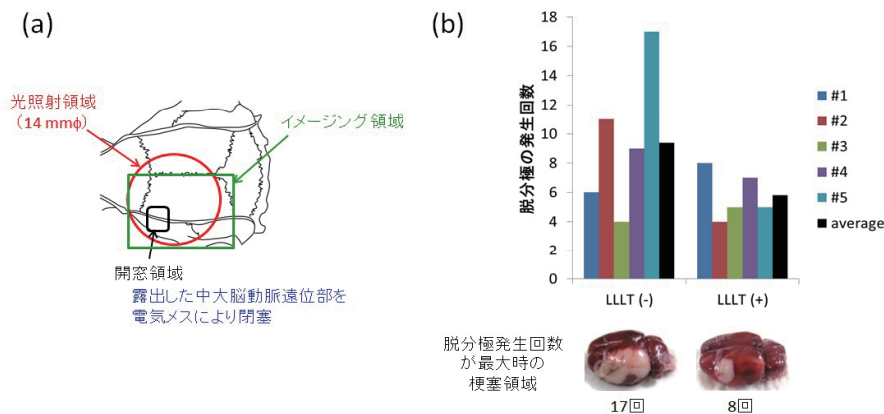 (a)
光照射領域
(14 mmφ)
イメージング領域
開窓領域
露出した中大脳動脈遠位部を
電気メスにより閉塞
(b)
脱分極の発生回数
18
16
14
12
10
8
6
4
2
0
LLLT (-)
LLLT (+)
#1
#2
#3
#4
#5
average
脱分極発生回数
が最大時の
梗塞領域
17回
8回